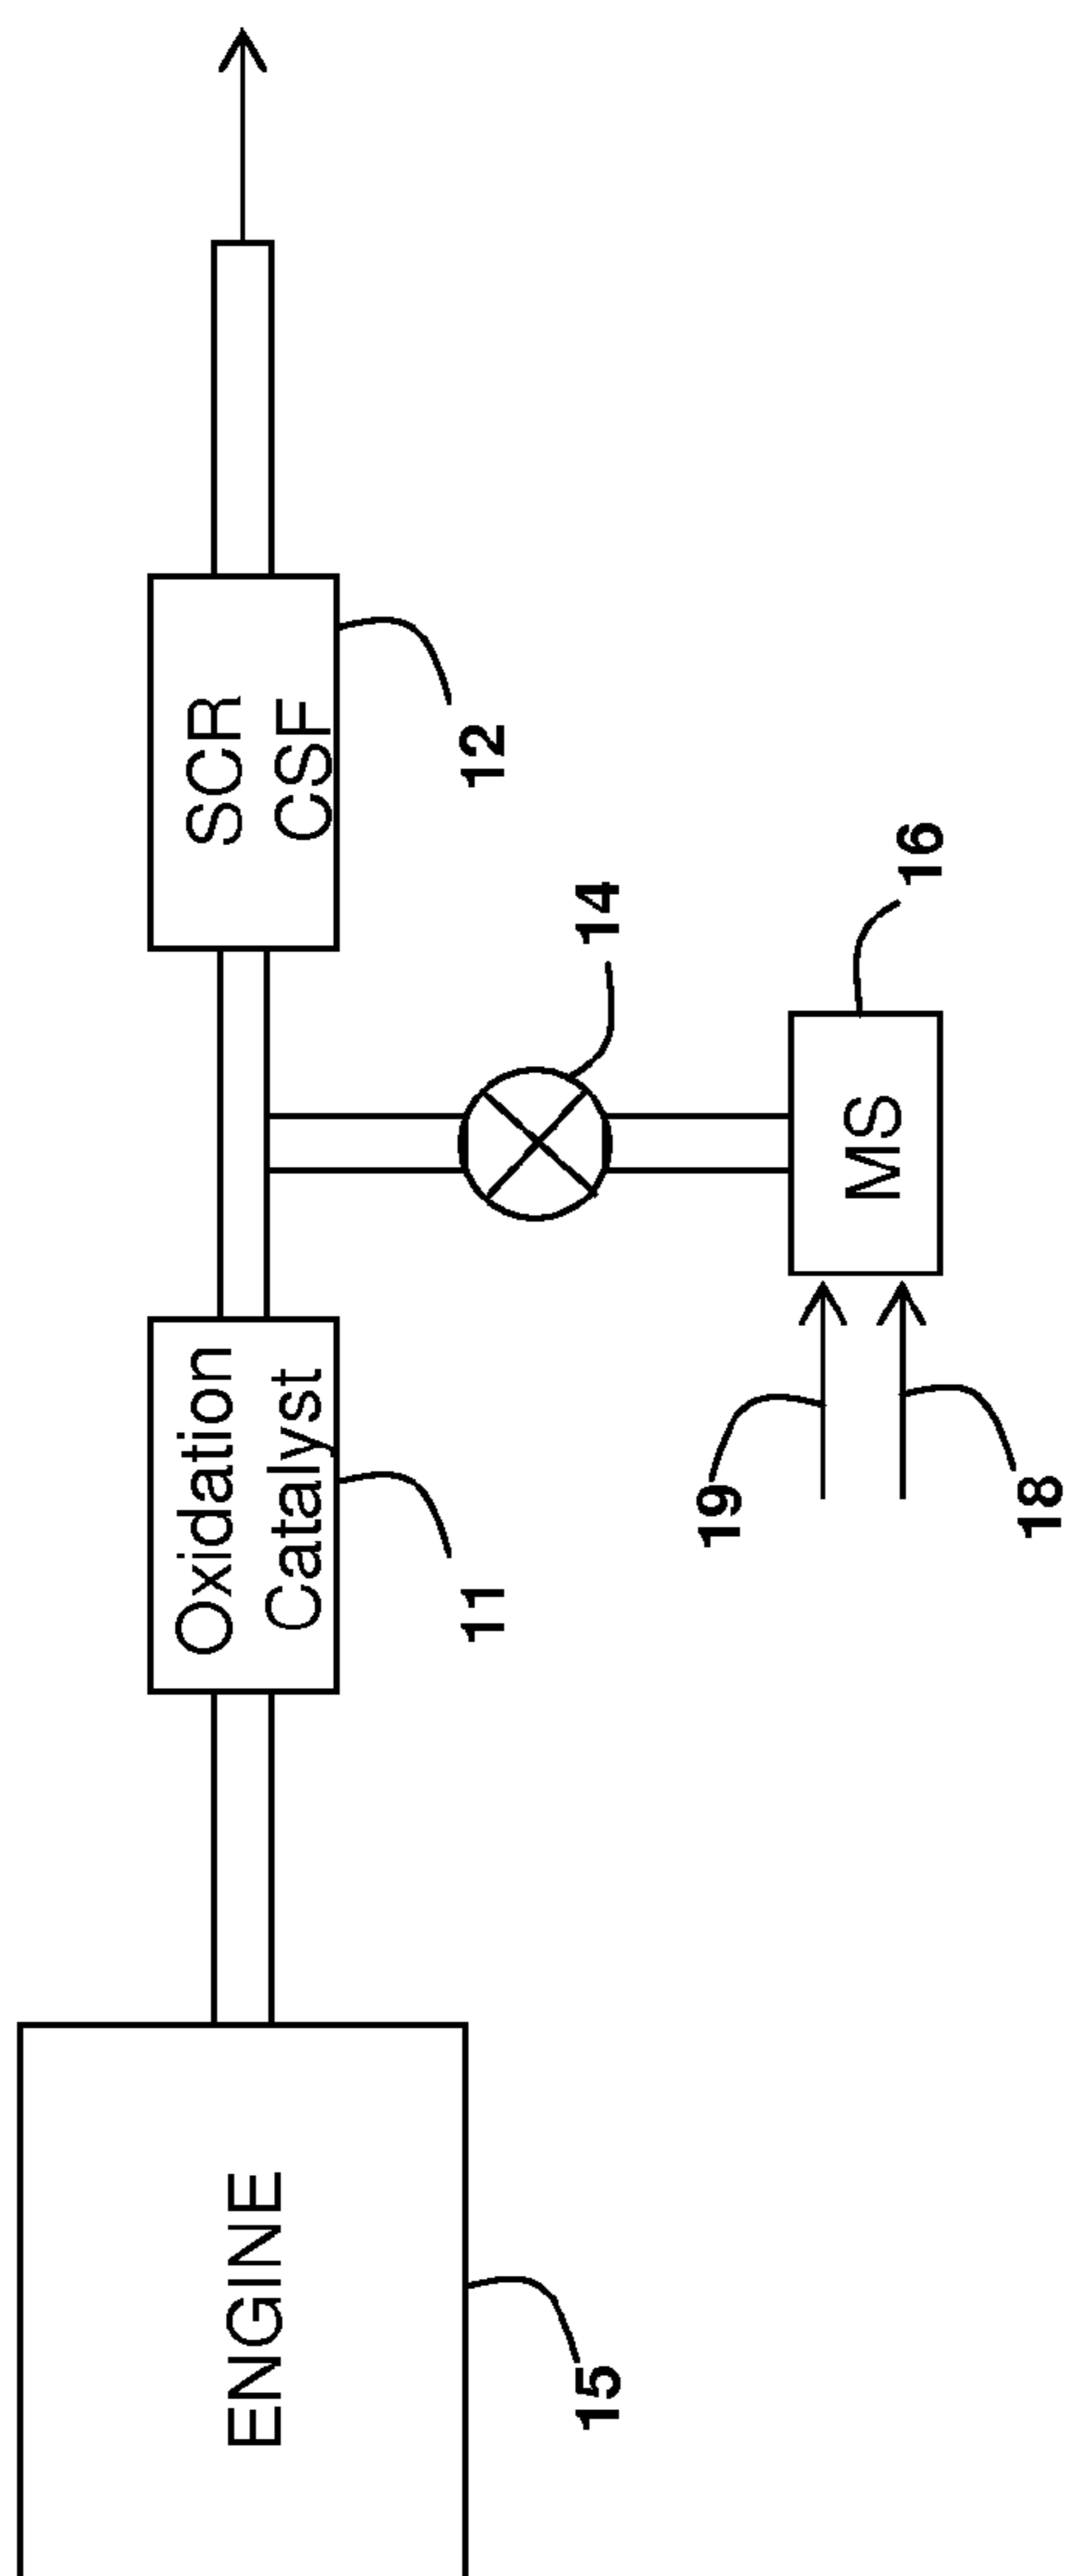 ENGINE
15
Oxidation
Catalyst
11
SCR
CSF
12
14
MS
16
19
18